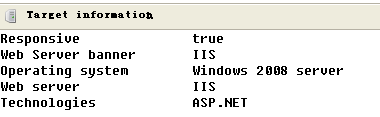 Target information
Responsive true
Web Server banner IIS
Operating system Windows 2008 server
Web server IIS
Technologies ASP.NET